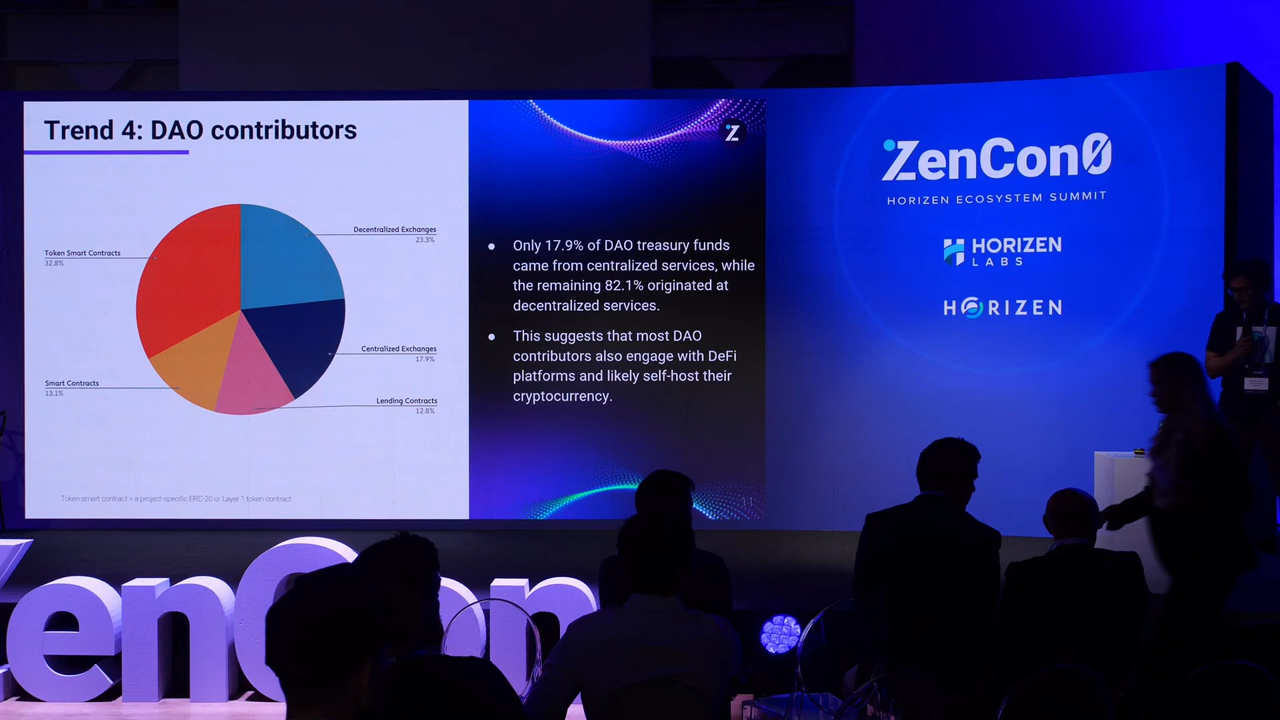 Trend 4: DAO contributors
Decentralized Exchanges
23.3%
Token Smart Contracts
32.8%
Centralized Exchanges
17.9%
Smart Contracts
13.1%
Lending Contracts
12.8%
Token smart contract = a project-specific ERC-20 or Layer 1 token contract
Z
● Only 17.9% of DAO treasury funds
came from centralized services, while
the remaining 82.1% originated at
decentralized services.
● This suggests that most DAO
contributors also engage with DeFi
platforms and likely self-host their
cryptocurrency.
11
ZenCon0
HORIZEN ECOSYSTEM SUMMIT
HORIZEN
LABS
HORIZEN
ZenCon